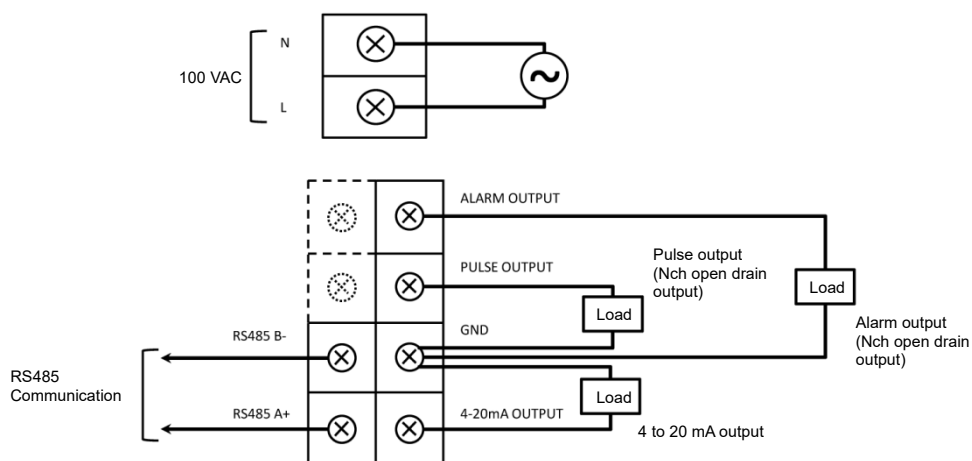 N
100 VAC
L
ALARM OUTPUT
Pulse output
(Nch open drain
output)
PULSE OUTPUT
Load
Load
Alarm output
(Nch open drain
output)
GND
RS485 B-
RS485
Communication
Load
RS485 A+
4-20mA OUTPUT
4 to 20 mA output